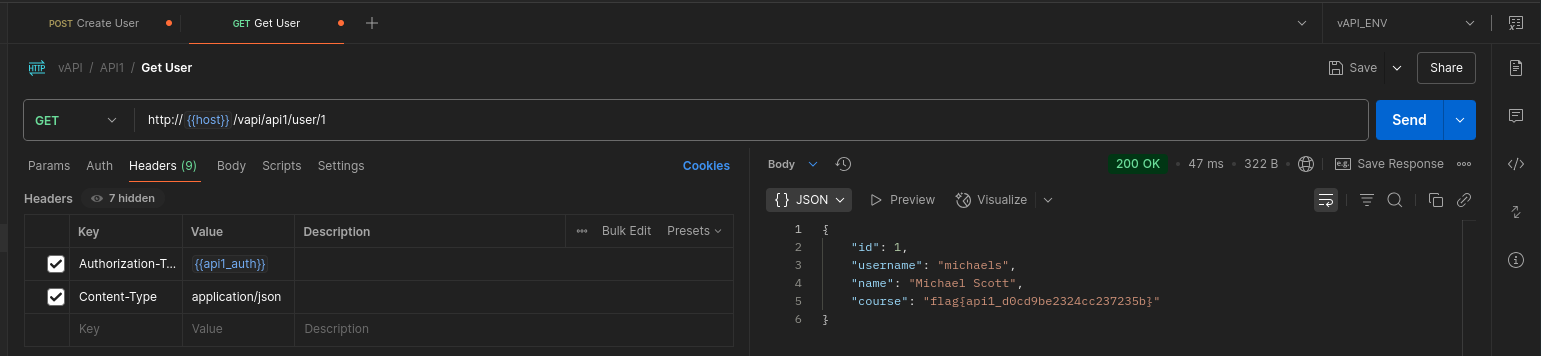 POST Create User
GET Get User
vAPI_ENV
HTTP vAPI / API1 / Get User
Save
Share
GET http:// {{host}} /vapi/api1/user/1
Send
Params Auth Headers (9) Body Scripts Settings Cookies
Headers 7 hidden
Key Value Description ••• Bulk Edit Presets
Authorization-T... {{api1_auth}}
Content-Type application/json
Key Value Description
Body 200 OK • 47 ms • 322 B e.g. Save Response •••
{} JSON Preview Visualize
1 {
2 "id": 1,
3 "username": "michaels",
4 "name": "Michael Scott",
5 "course": "flag{api1_d0cd9be2324cc237235b}"
6 }